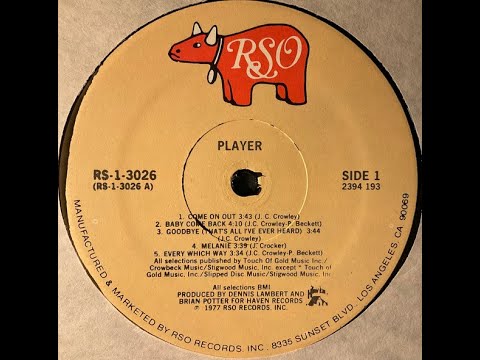 RSO
PLAYER
RS-1-3026
(RS-1-3026 A)
SIDE 1
2394 193
1. COME ON OUT 3:43 (J.C. Crowley)
2. BABY COME BACK 4:10 (J.C. Crowley-P. Beckett)
3. GOODBYE (THAT'S ALL I'VE EVER HEARD) 3:44
(J.C. Crowley)
4. MELANIE 3:39 (J. Crocker)
5. EVERY WHICH WAY 3:34 (J.C. Crowley-P. Beckett)
All selections published by Touch Of Gold Music Inc./
Crowbeck Music/Stigwood Music Inc. except * Touch of
Gold Music Inc./Slipped Disc Music/Stigwood Music Inc.
All selections BMI
PRODUCED BY DENNIS LAMBERT AND
BRIAN POTTER FOR HAVEN RECORDS
℗ 1977 RSO RECORDS, INC.
MANUFACTURED & MARKETED BY RSO RECORDS, INC. 8335 SUNSET BLVD., LOS ANGELES, CA 90069